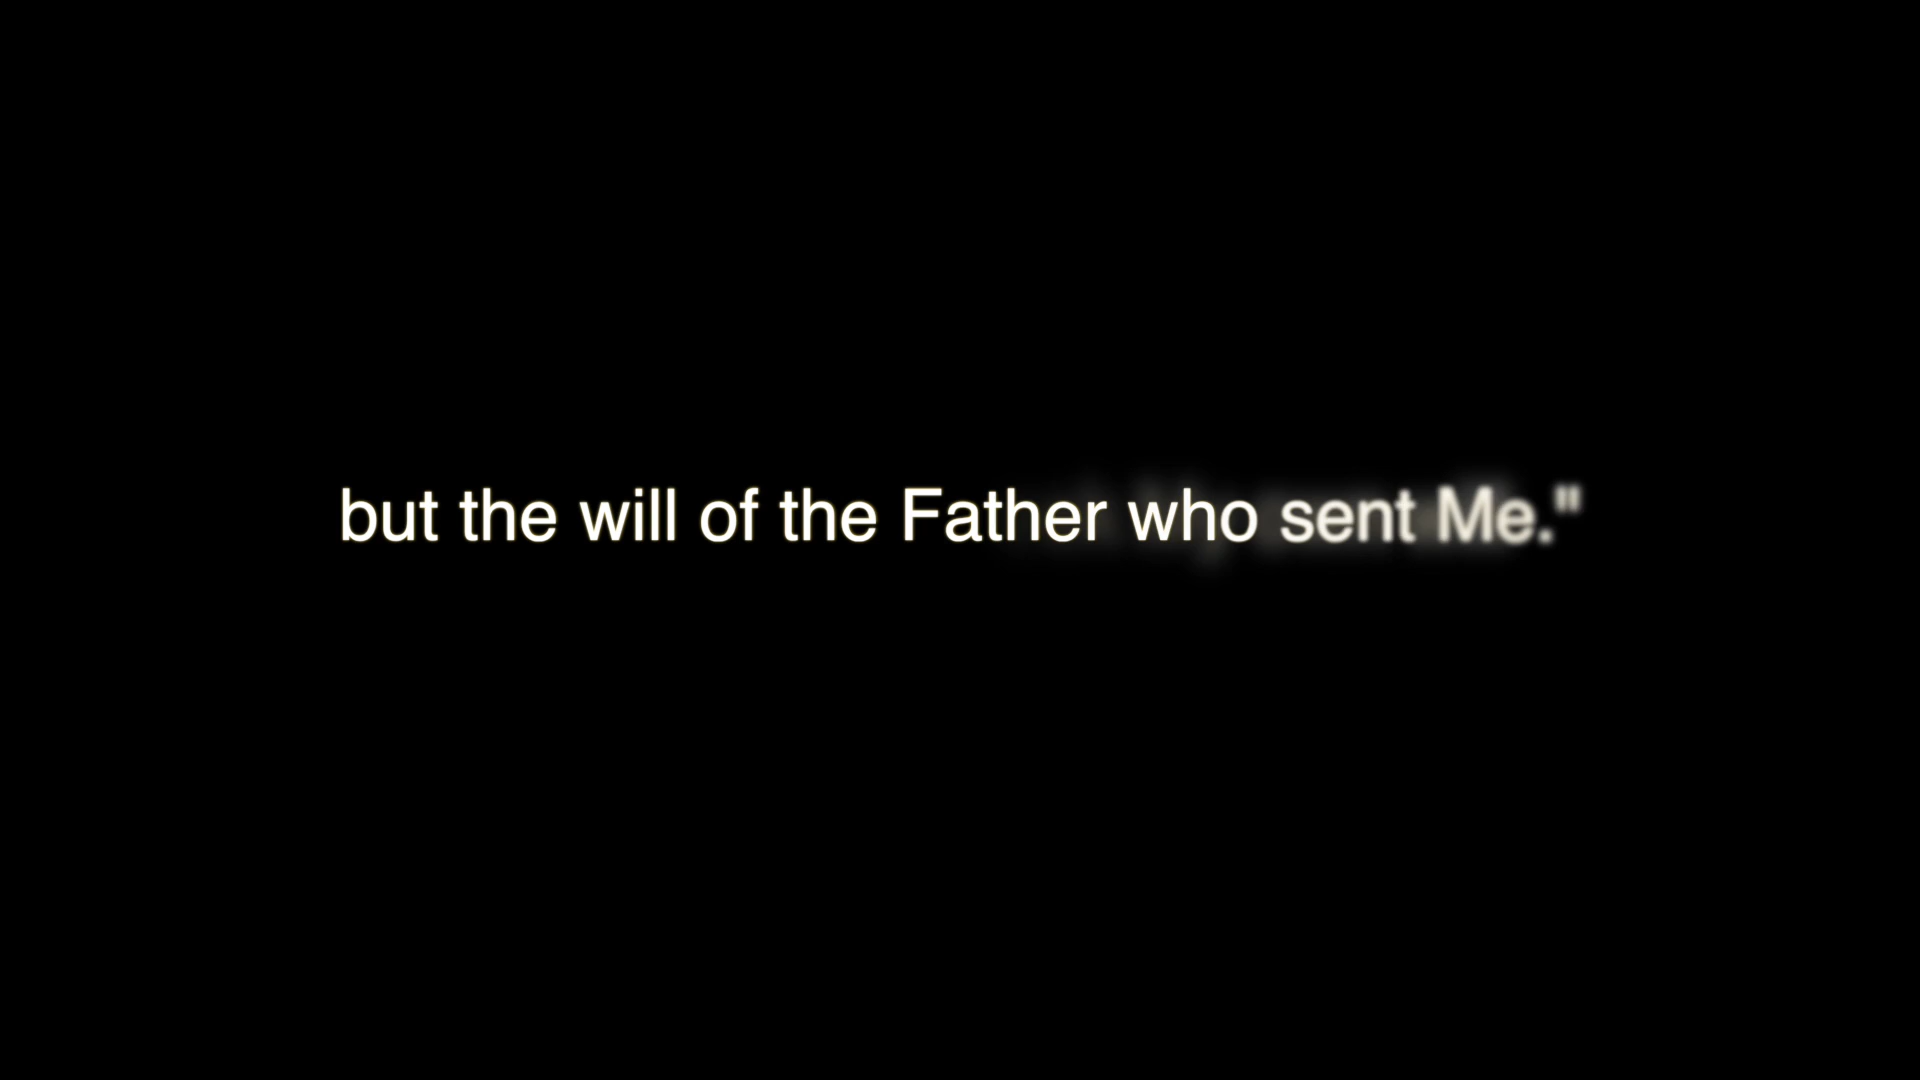 but the will of the Father who sent Me."